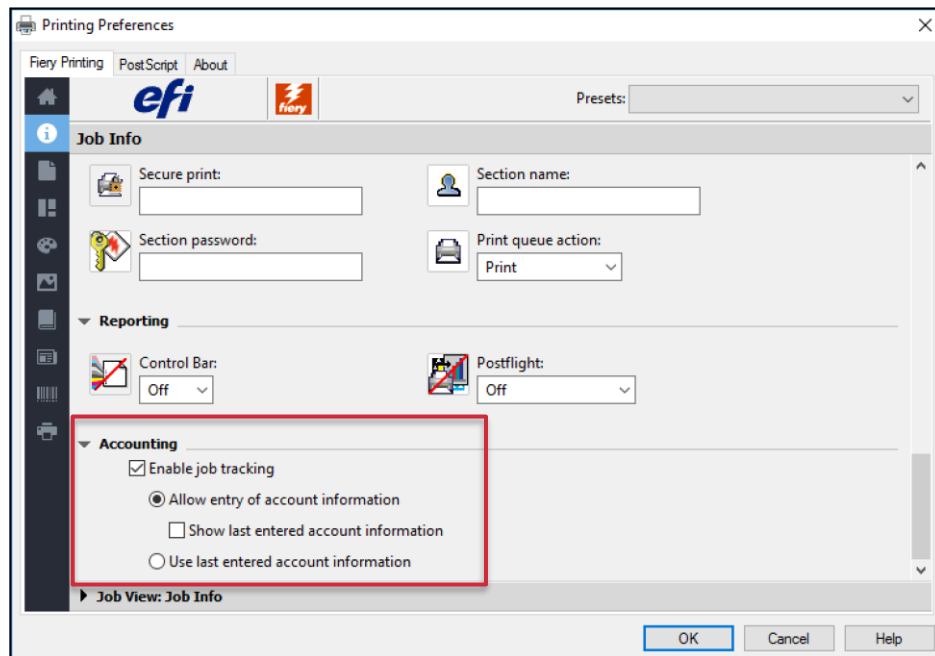 Printing Preferences
Fiery Printing PostScript About
efi fiery Presets:
Job Info
Secure print: Section name:
Section password: Print queue action:
Print
Reporting
Control Bar: Postflight:
Off Off
Accounting
Enable job tracking
Allow entry of account information
Show last entered account information
Use last entered account information
Job View: Job Info
OK Cancel Help